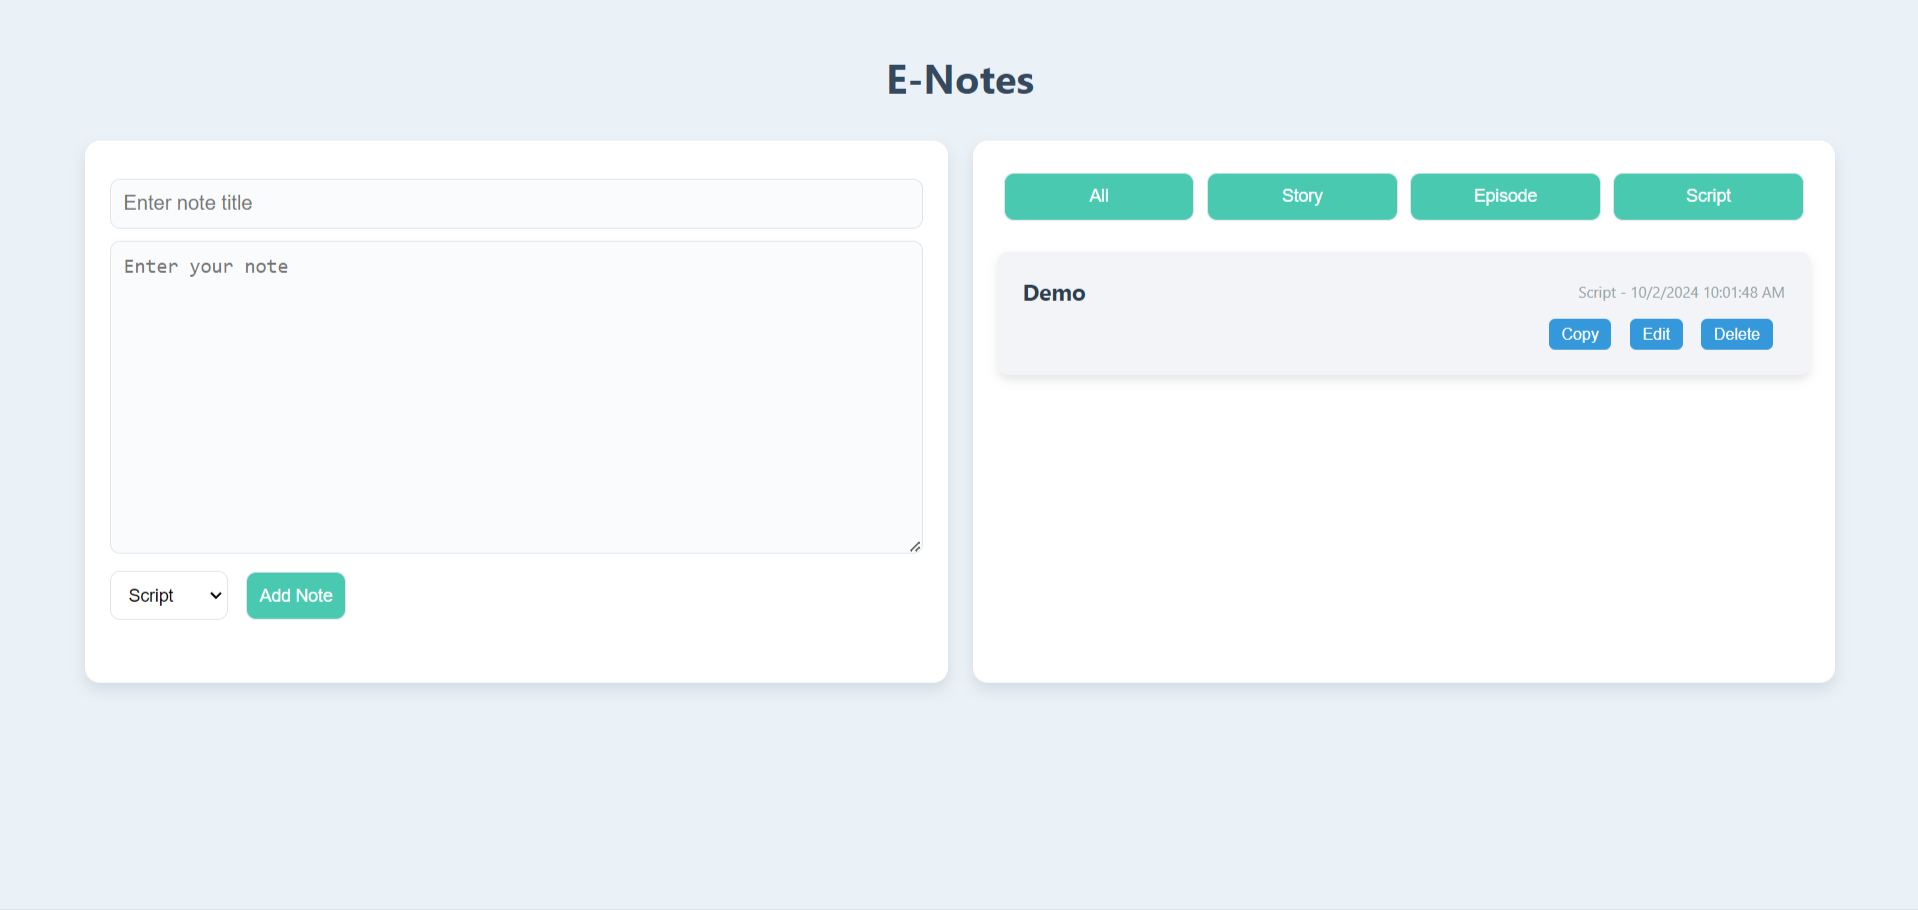 E-Notes
Enter note title
Enter your note
Script
Add Note
All Story Episode Script
Demo
Script - 10/2/2024 10:01:48 AM
Copy Edit Delete